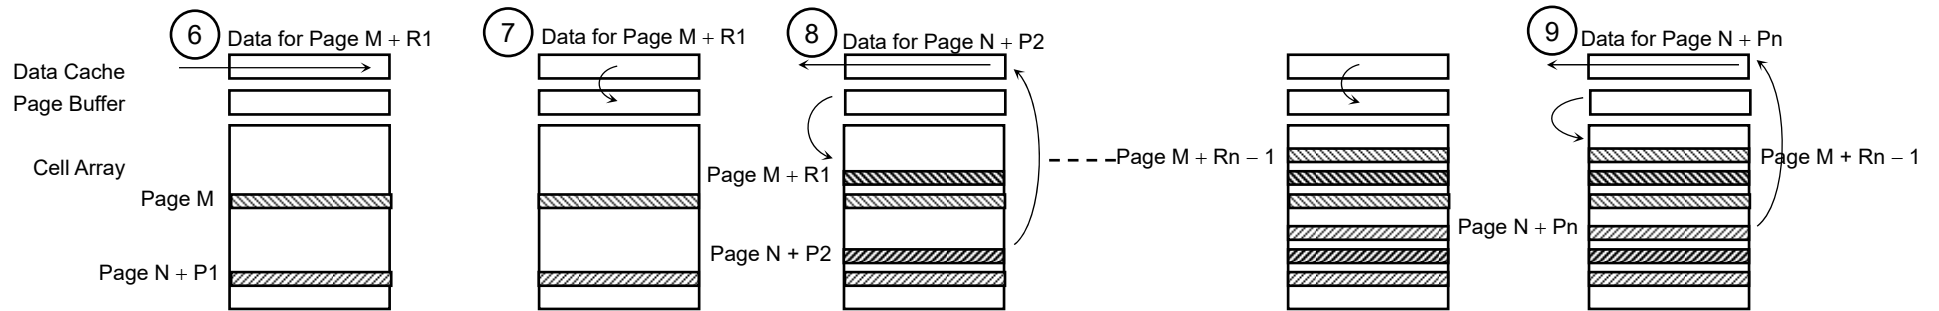 6 Data for Page M + R1
7 Data for Page M + R1
8 Data for Page N + P2
9 Data for Page N + Pn
Data Cache
Page Buffer
Cell Array
Page M + Rn − 1
Page M + Rn − 1
Page M + R1
Page M
Page N + Pn
Page N + P2
Page N + P1